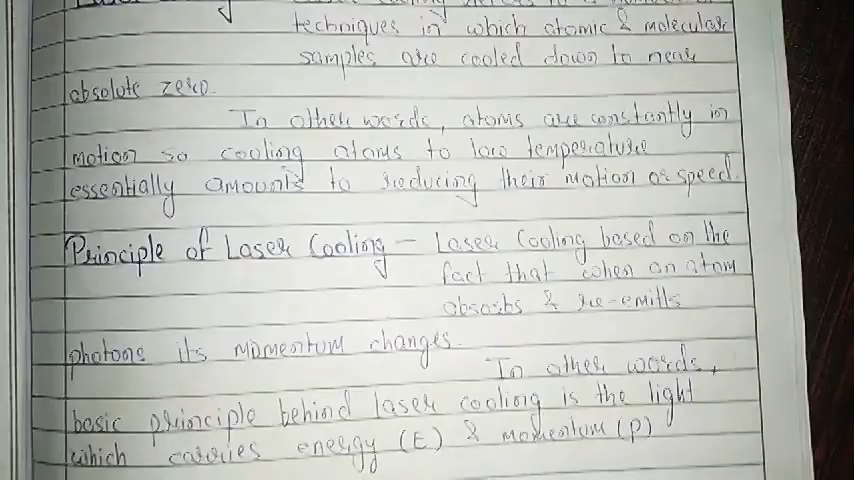 techniques in which atomic & molecular
samples are cooled down to near
absolute zero.
In other words, atoms are constantly in
motion so cooling atoms to low temperature
essentially amounts to reducing their motion or speed.
Principle of Laser Cooling - Laser Cooling based on the
fact that when an atom
absorbs & re-emitts
photons its momentum changes.
In other words,
basic principle behind laser cooling is the light
which carries energy (E) & momentum (p)